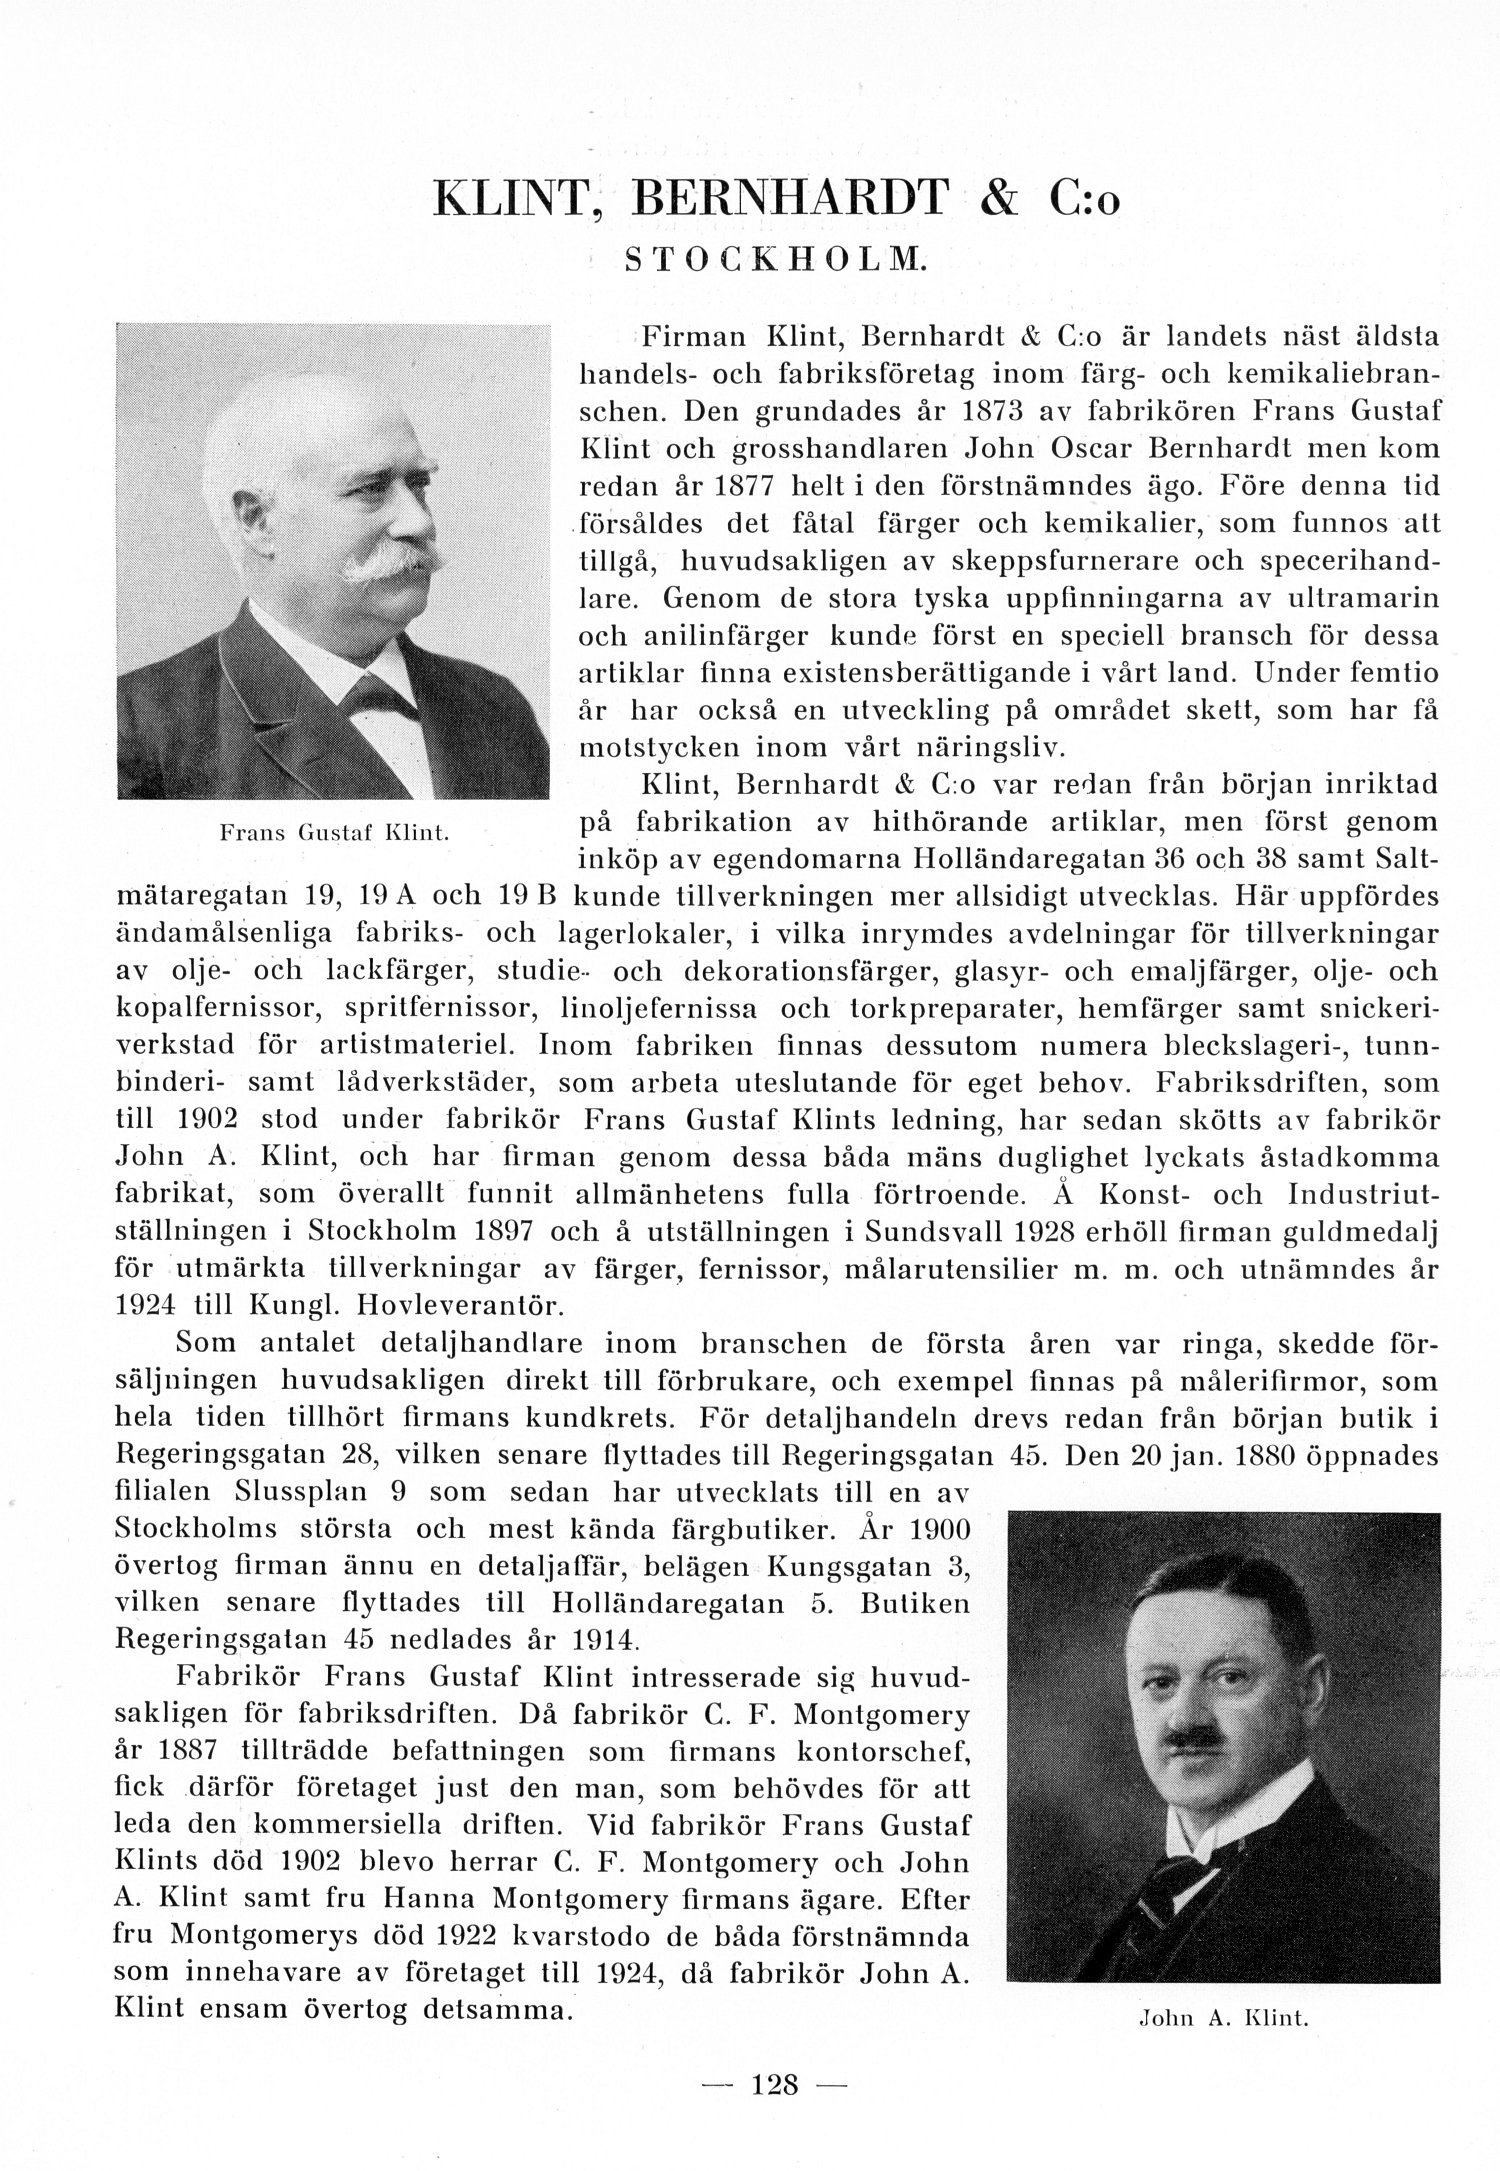 KLINT, BERNHARDT & C:o
STOCKHOLM.
Firman Klint, Bernhardt & C:o är landets näst äldsta
handels- och fabriksföretag inom färg- och kemikaliebran-
schen. Den grundades år 1873 av fabrikören Frans Gustaf
Klint och grosshandlaren John Oscar Bernhardt men kom
redan år 1877 helt i den förstnämndes ägo. Före denna tid
försåldes det fåtal färger och kemikalier, som funnos att
tillgå, huvudsakligen av skeppsfurnerare och specerihand-
lare. Genom de stora tyska uppfinningarna av ultramarin
och anilinfärger kunde först en speciell bransch för dessa
artiklar finna existensberättigande i vårt land. Under femtio
år har också en utveckling på området skett, som har få
motstycken inom vårt näringsliv.
Klint, Bernhardt & C:o var redan från början inriktad
på fabrikation av hithörande artiklar, men först genom
inköp av egendomarna Holländaregatan 36 och 38 samt Salt-
Frans Gustaf Klint.
mätaregatan 19, 19 A och 19 B kunde tillverkningen mer allsidigt utvecklas. Här uppfördes
ändamålsenliga fabriks- och lagerlokaler, i vilka inrymdes avdelningar för tillverkningar
av olje- och lackfärger, studie- och dekorationsfärger, glasyr- och emaljfärger, olje- och
kopalfernissor, spritfernissor, linoljefernissa och torkpreparater, hemfärger samt snickeri-
verkstad för artistmateriel. Inom fabriken finnas dessutom numera bleckslageri-, tunn-
binderi- samt lådverkstäder, som arbeta uteslutande för eget behov. Fabriksdriften, som
till 1902 stod under fabrikör Frans Gustaf Klints ledning, har sedan skötts av fabrikör
John A. Klint, och har firman genom dessa båda mäns duglighet lyckats åstadkomma
fabrikat, som överallt funnit allmänhetens fulla förtroende. Å Konst- och Industriut-
ställningen i Stockholm 1897 och å utställningen i Sundsvall 1928 erhöll firman guldmedalj
för utmärkta tillverkningar av färger, fernissor, målarutensilier m. m. och utnämndes år
1924 till Kungl. Hovleverantör.
Som antalet detaljhandlare inom branschen de första åren var ringa, skedde för-
säljningen huvudsakligen direkt till förbrukare, och exempel finnas på målerifirmor, som
hela tiden tillhört firmans kundkrets. För detaljhandeln drevs redan från början butik i
Regeringsgatan 28, vilken senare flyttades till Regeringsgatan 45. Den 20 jan. 1880 öppnades
filialen Slussplan 9 som sedan har utvecklats till en av
Stockholms största och mest kända färgbutiker. År 1900
övertog firman ännu en detaljaffär, belägen Kungsgatan 3,
vilken senare flyttades till Holländaregatan 5. Butiken
Regeringsgatan 45 nedlades år 1914.
Fabrikör Frans Gustaf Klint intresserade sig huvud-
sakligen för fabriksdriften. Då fabrikör C. F. Montgomery
år 1887 tillträdde befattningen som firmans kontorschef,
fick därför företaget just den man, som behövdes för att
leda den kommersiella driften. Vid fabrikör Frans Gustaf
Klints död 1902 blevo herrar C. F. Montgomery och John
A. Klint samt fru Hanna Montgomery firmans ägare. Efter
fru Montgomerys död 1922 kvarstodo de båda förstnämnda
som innehavare av företaget till 1924, då fabrikör John A.
Klint ensam övertog detsamma.
John A. Klint.
— 128 —